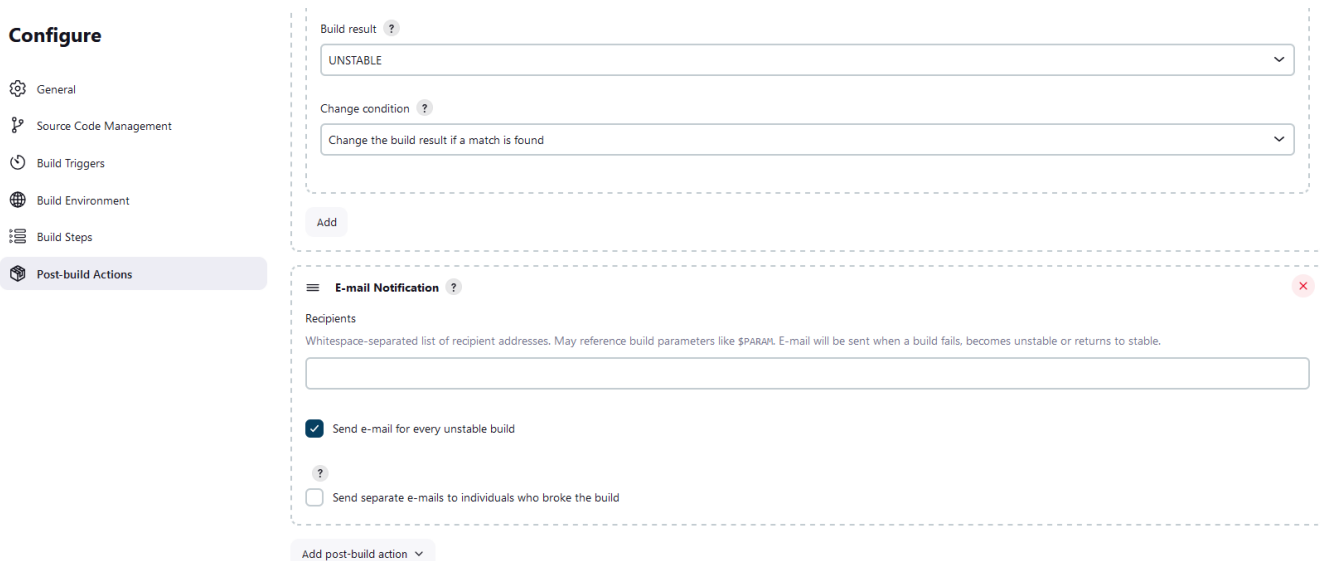 Configure
General
Source Code Management
Build Triggers
Build Environment
Build Steps
Post-build Actions
Build result ?
UNSTABLE
Change condition ?
Change the build result if a match is found
Add
E-mail Notification ?
Recipients
Whitespace-separated list of recipient addresses. May reference build parameters like $PARAM. E-mail will be sent when a build fails, becomes unstable or returns to stable.
Send e-mail for every unstable build
?
Send separate e-mails to individuals who broke the build
Add post-build action